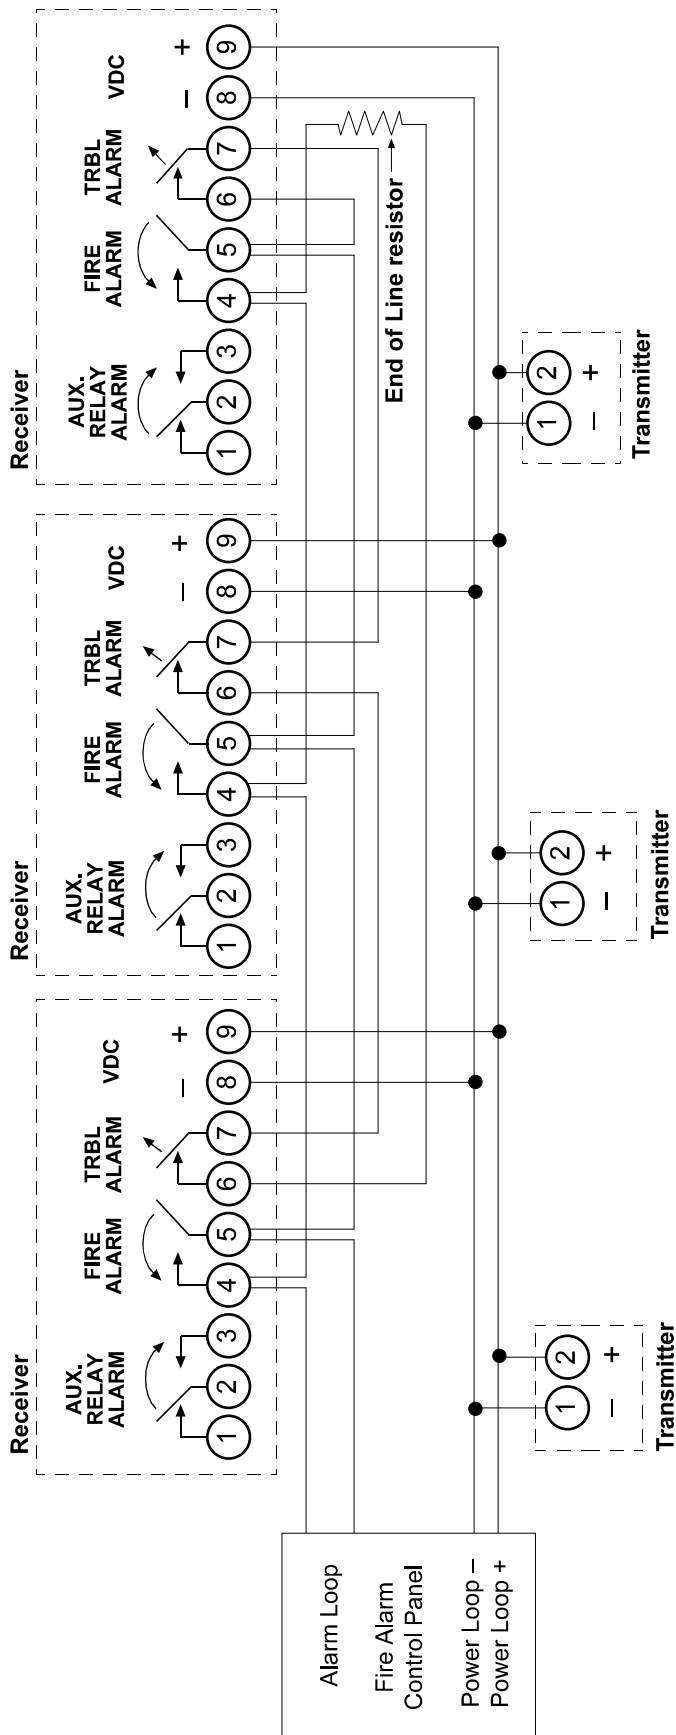 Receiver
AUX.
RELAY
ALARM
FIRE
ALARM
TRBL
ALARM
VDC
– +
1 2 3 4 5 6 7 8 9
Receiver
AUX.
RELAY
ALARM
FIRE
ALARM
TRBL
ALARM
VDC
– +
1 2 3 4 5 6 7 8 9
Receiver
AUX.
RELAY
ALARM
FIRE
ALARM
TRBL
ALARM
VDC
– +
1 2 3 4 5 6 7 8 9
End of Line resistor
Alarm Loop
Fire Alarm
Control Panel
Power Loop –
Power Loop +
1 2
– +
Transmitter
1 2
– +
Transmitter
1 2
– +
Transmitter